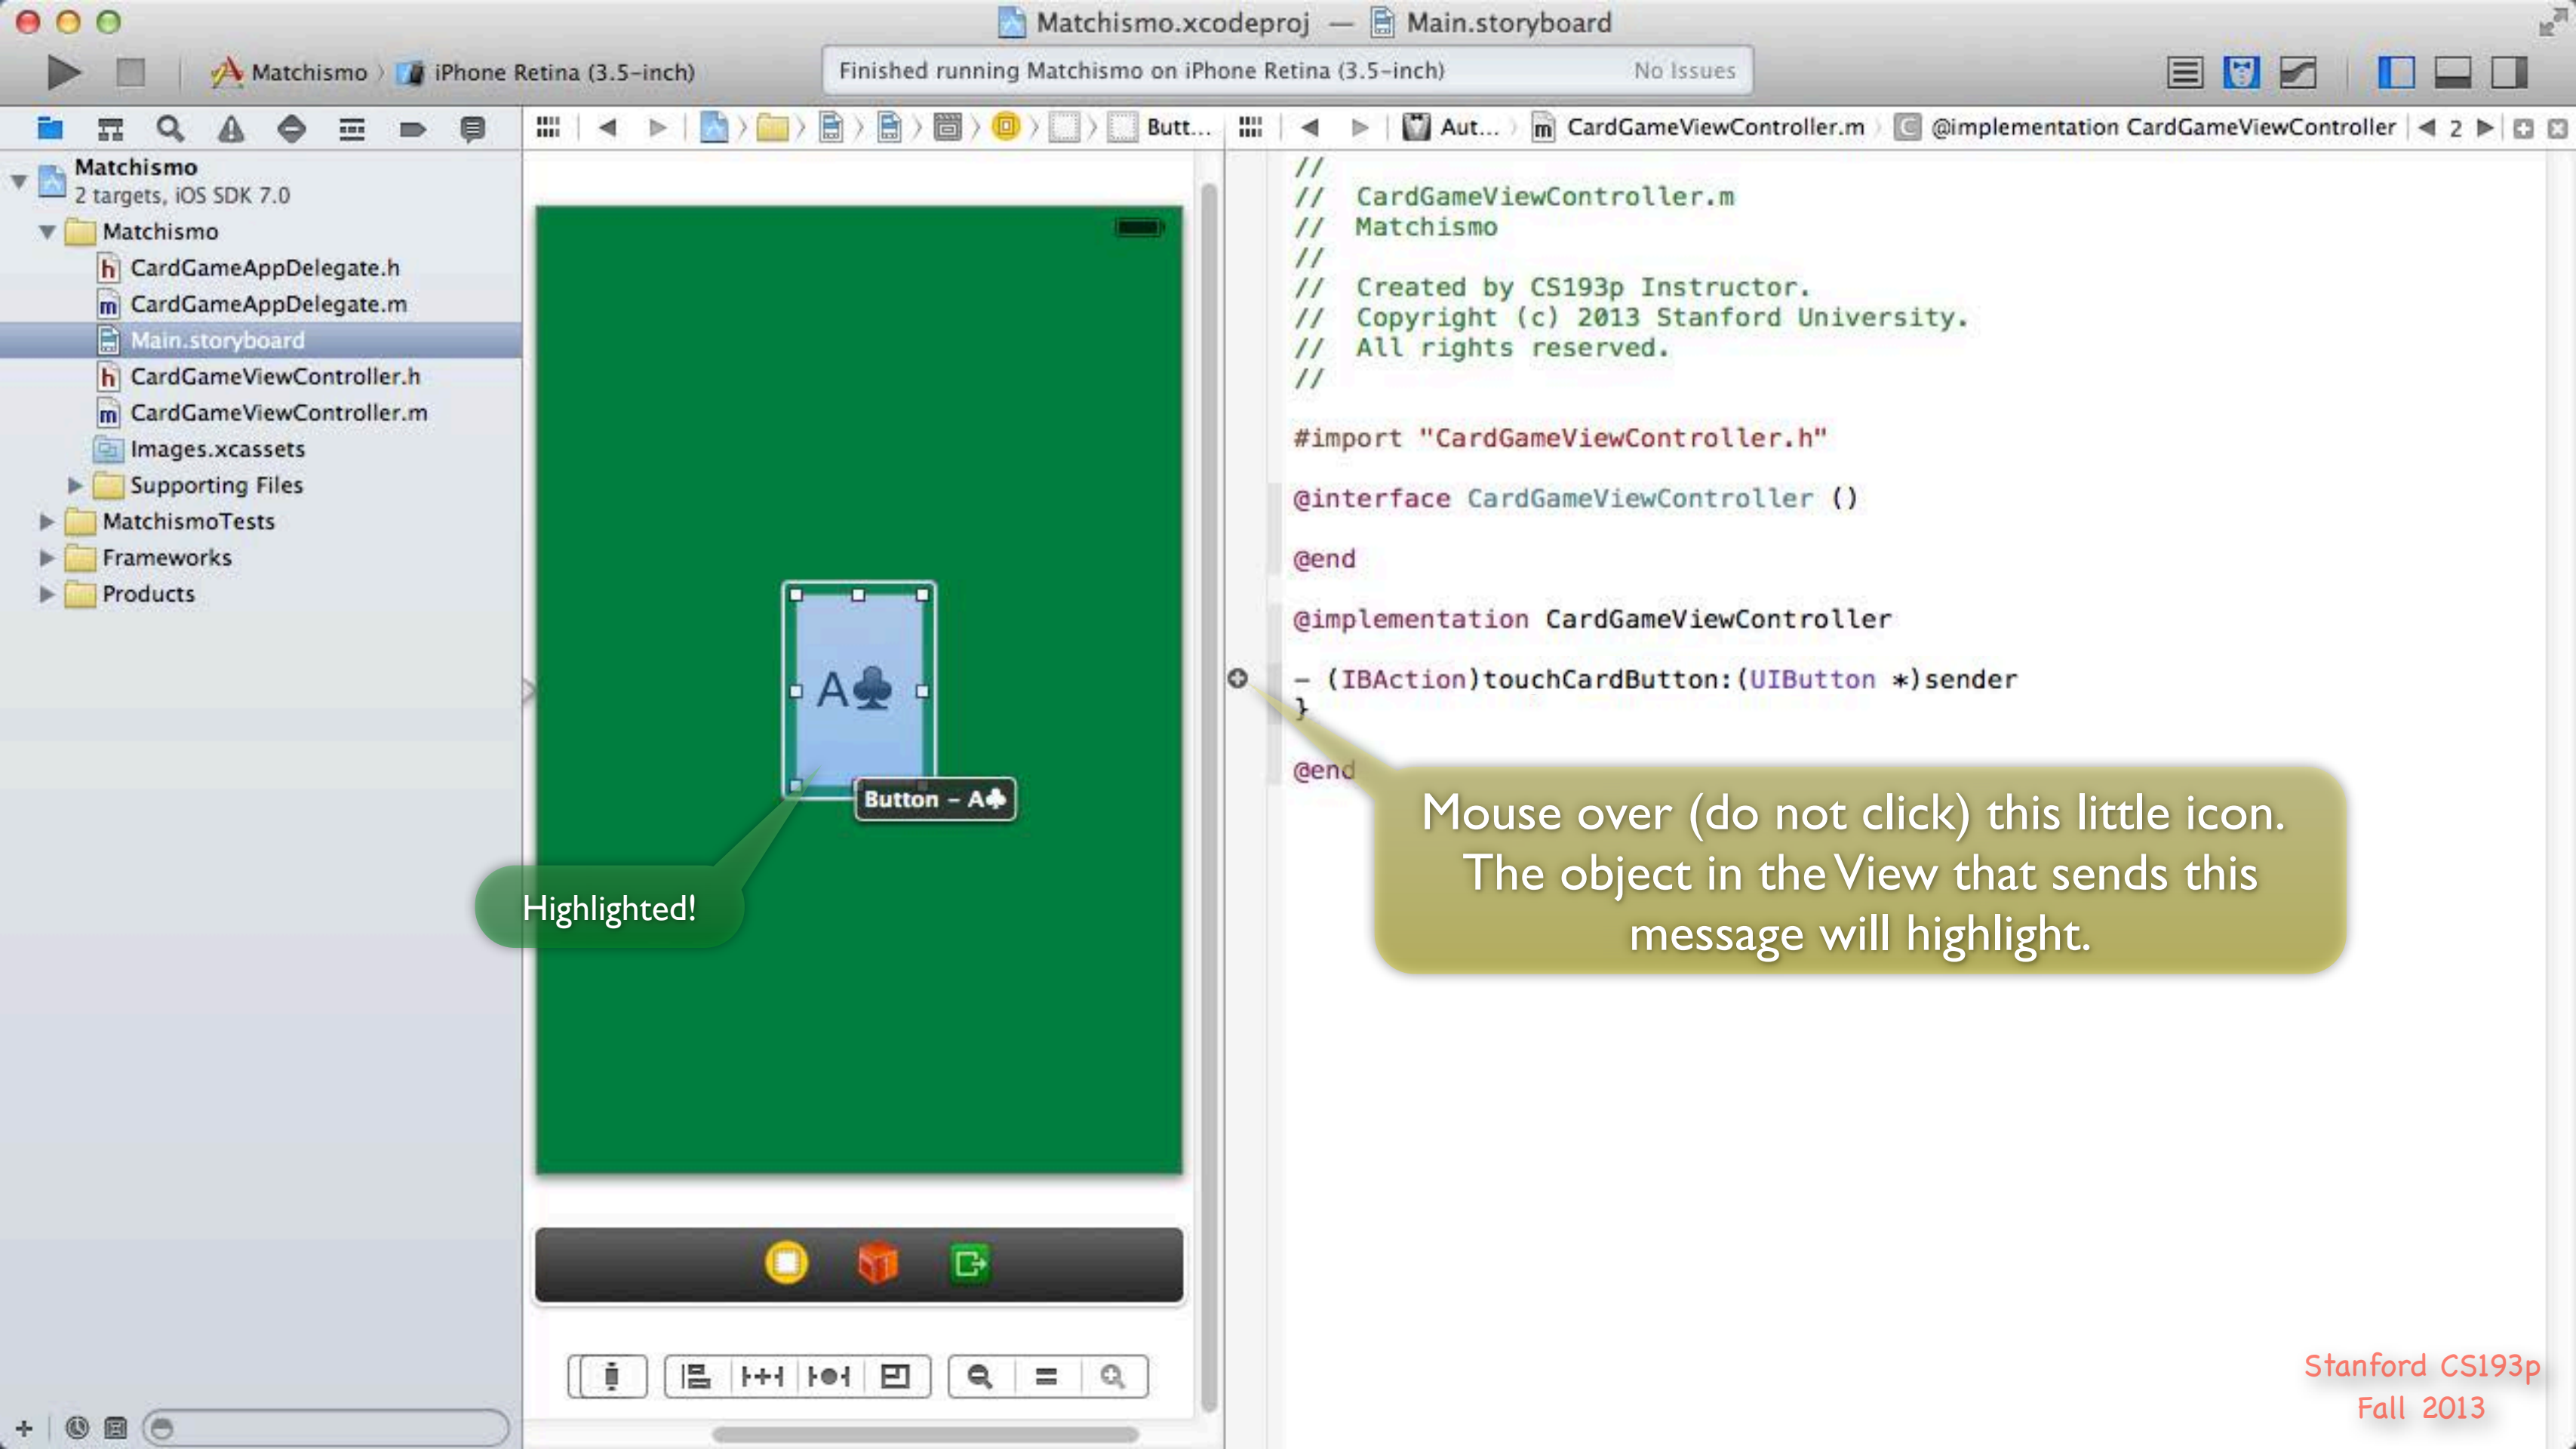 Matchismo.xcodeproj — Main.storyboard
Matchismo
iPhone Retina (3.5-inch)
Finished running Matchismo on iPhone Retina (3.5-inch)
No Issues
Butt...
Aut...
m CardGameViewController.m
C @implementation CardGameViewController
2
Matchismo
2 targets, iOS SDK 7.0
Matchismo
h CardGameAppDelegate.h
m CardGameAppDelegate.m
Main.storyboard
h CardGameViewController.h
m CardGameViewController.m
Images.xcassets
Supporting Files
MatchismoTests
Frameworks
Products
A♣
Button - A♣
Highlighted!
//
// CardGameViewController.m
// Matchismo
//
// Created by CS193p Instructor.
// Copyright (c) 2013 Stanford University.
// All rights reserved.
//
#import "CardGameViewController.h"
@interface CardGameViewController ()
@end
@implementation CardGameViewController
- (IBAction)touchCardButton:(UIButton *)sender
}
@end
Mouse over (do not click) this little icon.
The object in the View that sends this
message will highlight.
Stanford CS193p
Fall 2013